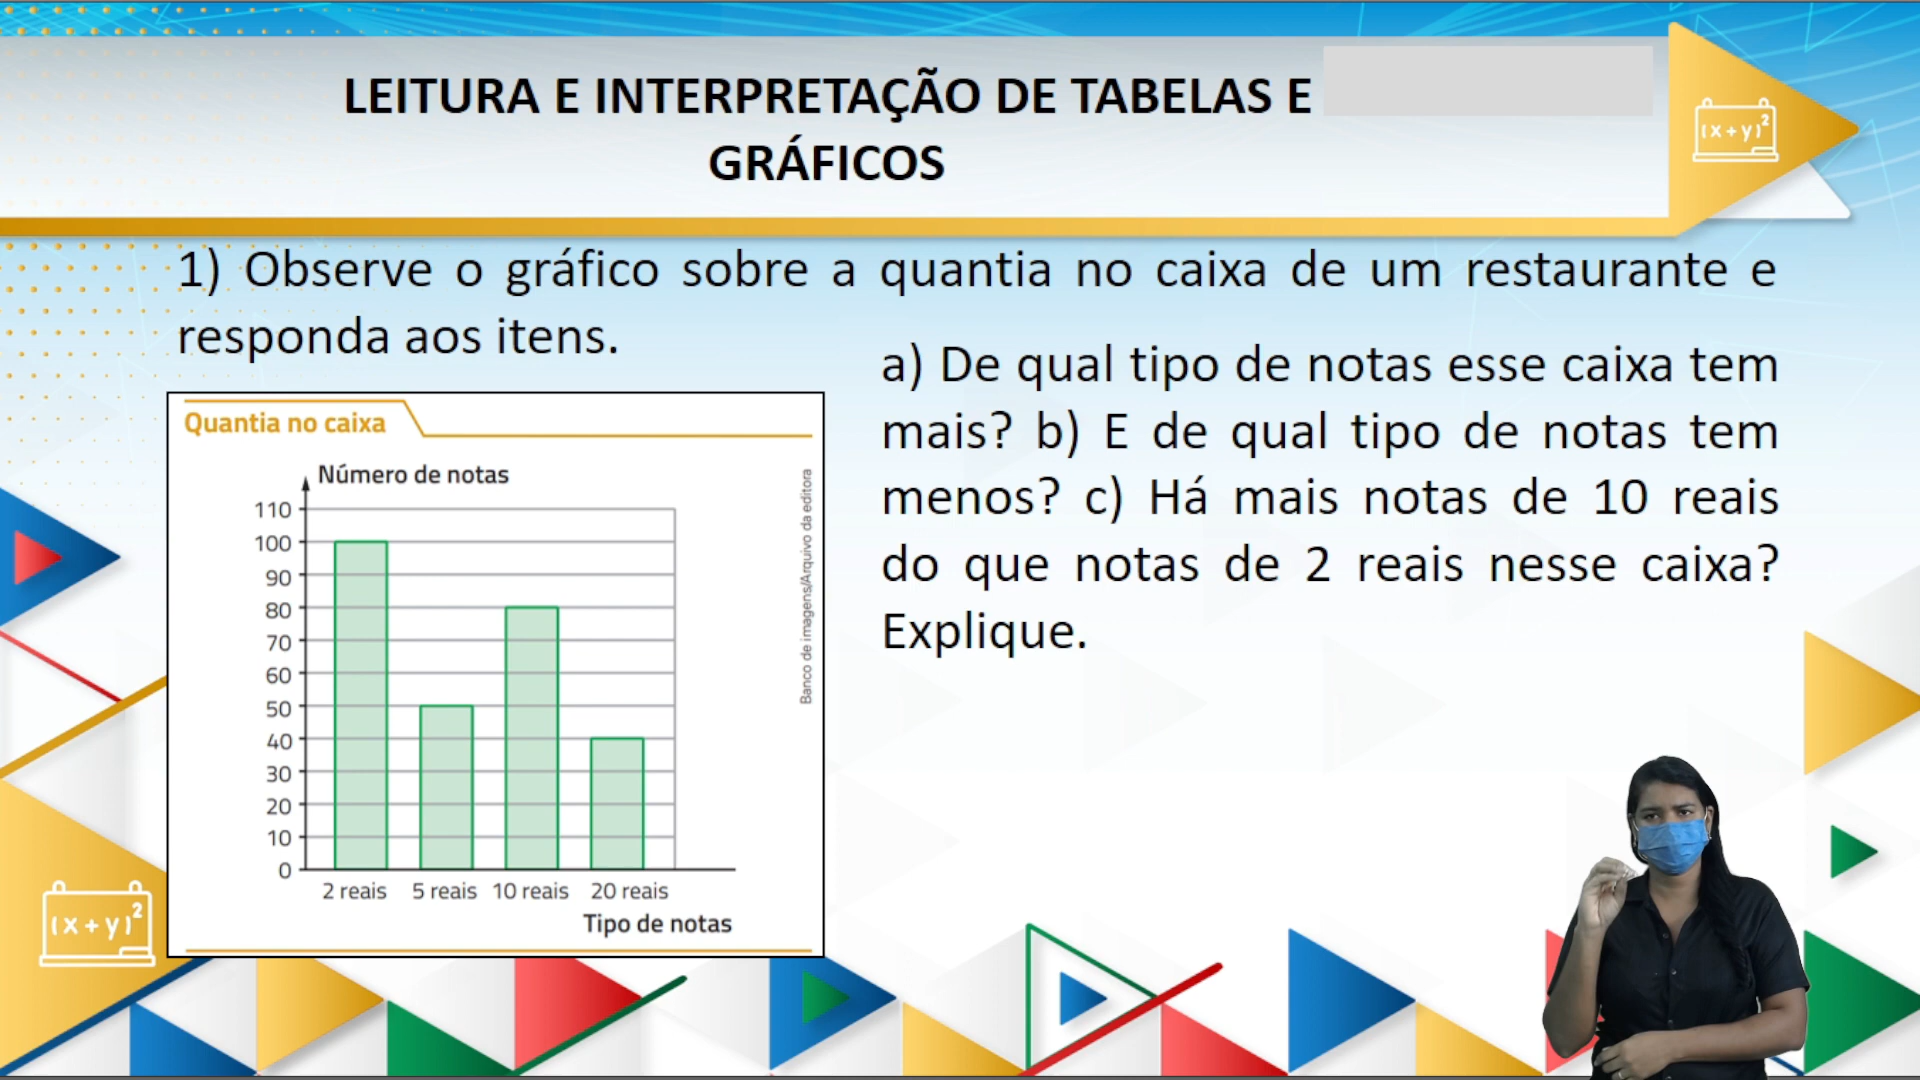 LEITURA E INTERPRETAÇÃO DE TABELAS E
GRÁFICOS
(x+y)²
1) Observe o gráfico sobre a quantia no caixa de um restaurante e
responda aos itens.
a) De qual tipo de notas esse caixa tem
mais? b) E de qual tipo de notas tem
menos? c) Há mais notas de 10 reais
do que notas de 2 reais nesse caixa?
Explique.
Quantia no caixa
Número de notas
110
100
90
80
70
60
50
40
30
20
10
0
2 reais 5 reais 10 reais 20 reais
Tipo de notas
Banco de imagens/Arquivo da editora
(x+y)²